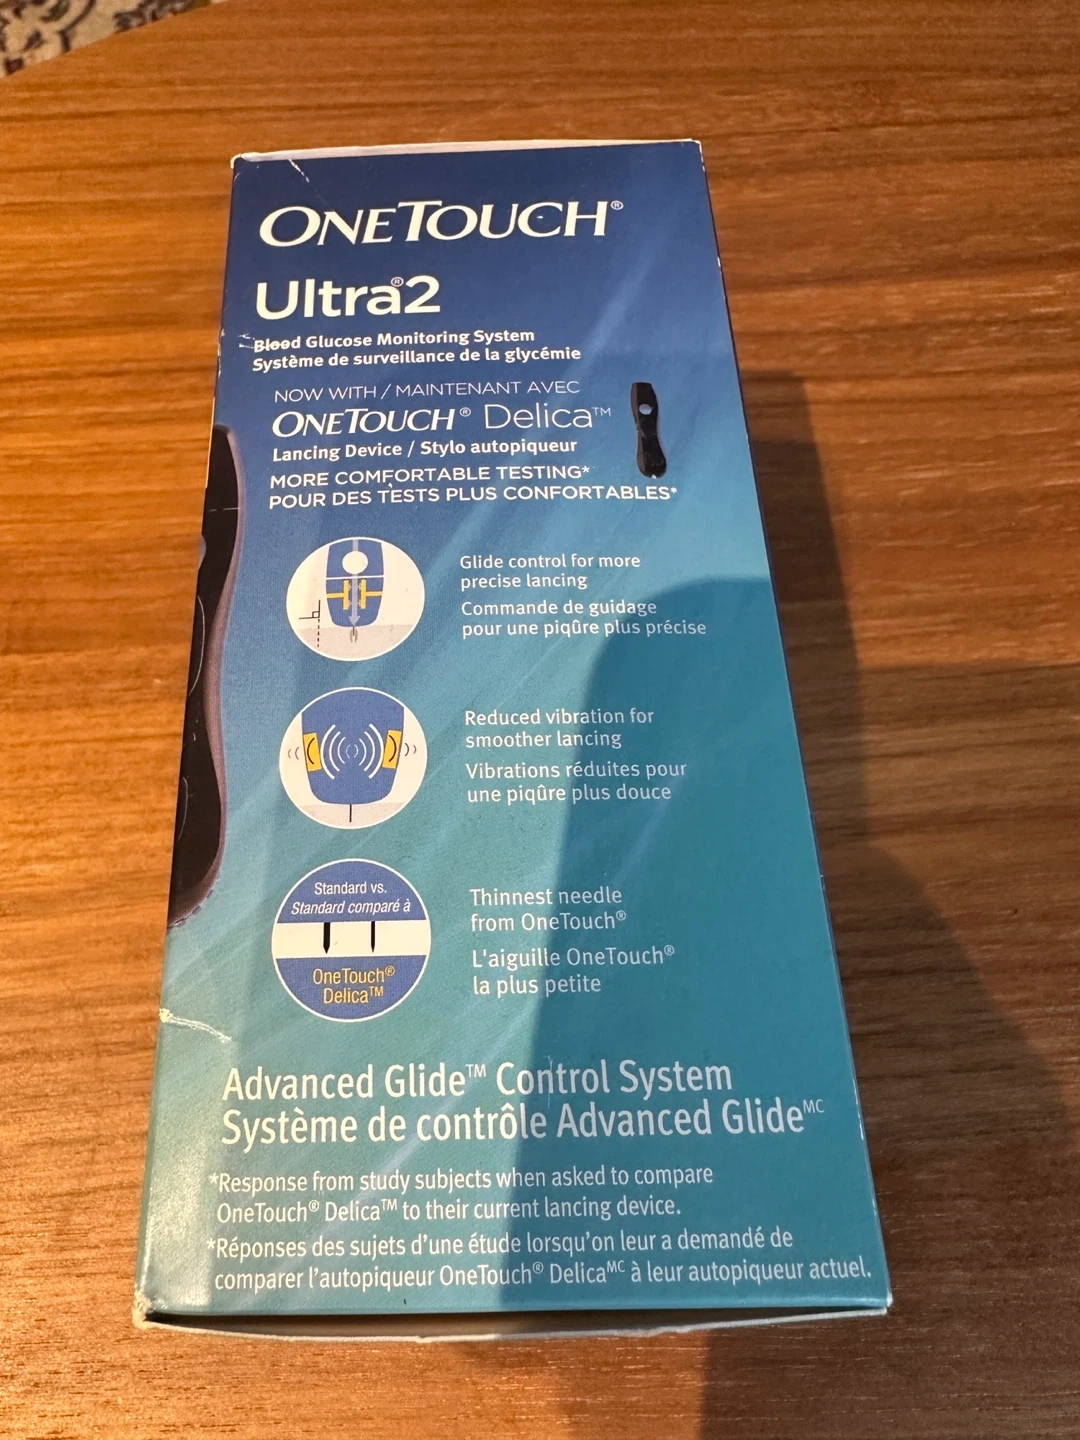 ONETOUCH®
Ultra®2
Blood Glucose Monitoring System
Système de surveillance de la glycémie
NOW WITH / MAINTENANT AVEC
ONETOUCH® Delica™
Lancing Device / Stylo autopiqueur
MORE COMFORTABLE TESTING*
POUR DES TESTS PLUS CONFORTABLES*
Glide control for more
precise lancing
Commande de guidage
pour une piqûre plus précise
Reduced vibration for
smoother lancing
Vibrations réduites pour
une piqûre plus douce
Standard vs.
Standard comparé à
OneTouch®
Delica™
Thinnest needle
from OneTouch®
L'aiguille OneTouch®
la plus petite
Advanced Glide™ Control System
Système de contrôle Advanced Glideᴹᶜ
*Response from study subjects when asked to compare
OneTouch® Delica™ to their current lancing device.
*Réponses des sujets d'une étude lorsqu'on leur a demandé de
comparer l'autopiqueur OneTouch® Delicaᴹᶜ à leur autopiqueur actuel.